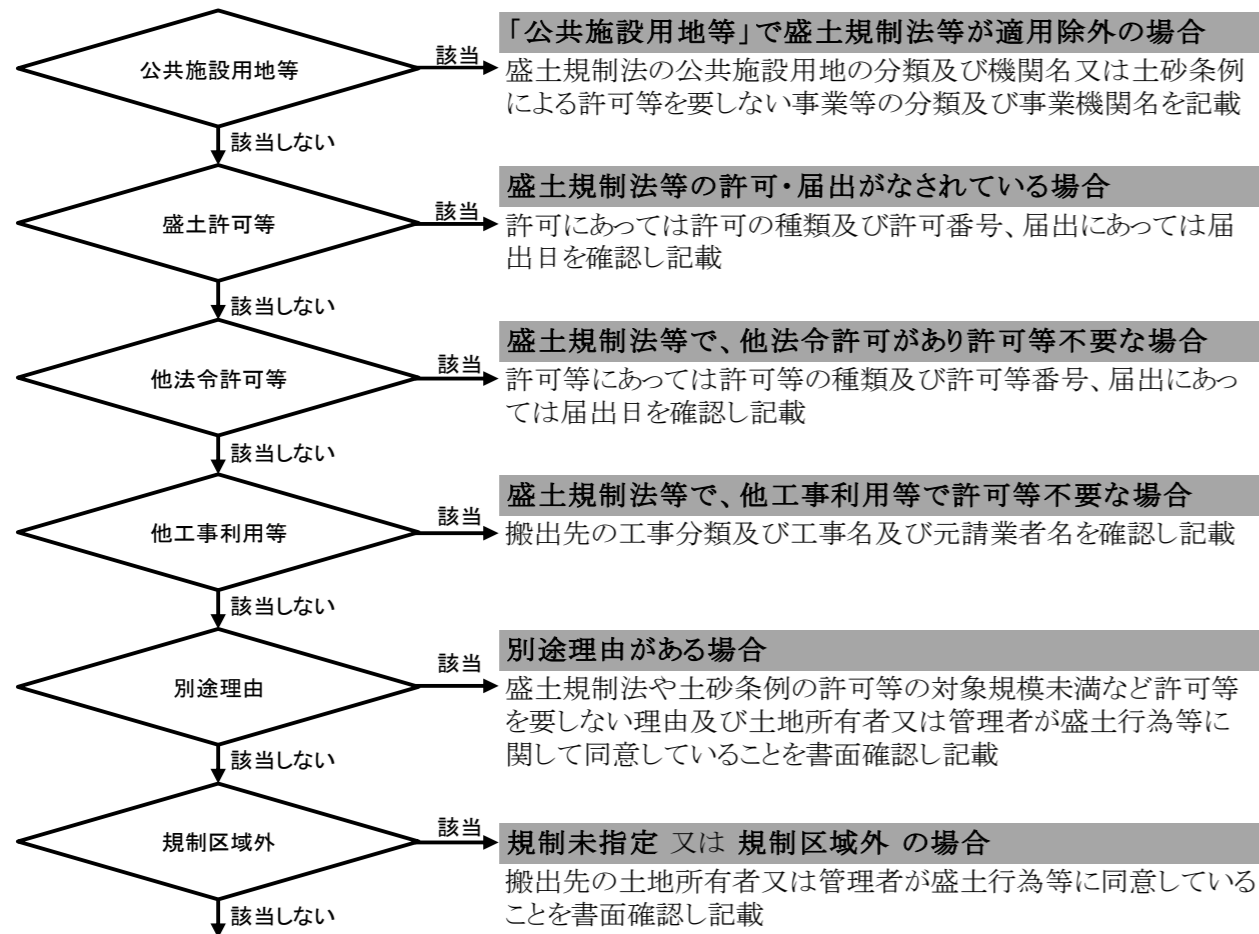 公共施設用地等
該当
「公共施設用地等」で盛土規制法等が適用除外の場合
盛土規制法の公共施設用地の分類及び機関名又は土砂条例
による許可等を要しない事業等の分類及び事業機関名を記載
該当しない
盛土許可等
該当
盛土規制法等の許可・届出がなされている場合
許可にあっては許可の種類及び許可番号、届出にあっては届
出日を確認し記載
該当しない
他法令許可等
該当
盛土規制法等で、他法令許可があり許可等不要な場合
許可等にあっては許可等の種類及び許可等番号、届出にあっ
ては届出日を確認し記載
該当しない
他工事利用等
該当
盛土規制法等で、他工事利用等で許可等不要な場合
搬出先の工事分類及び工事名及び元請業者名を確認し記載
該当しない
別途理由
該当
別途理由がある場合
盛土規制法や土砂条例の許可等の対象規模未満など許可等
を要しない理由及び土地所有者又は管理者が盛土行為等に
関して同意していることを書面確認し記載
該当しない
規制区域外
該当
規制未指定 又は 規制区域外 の場合
搬出先の土地所有者又は管理者が盛土行為等に同意している
ことを書面確認し記載
該当しない